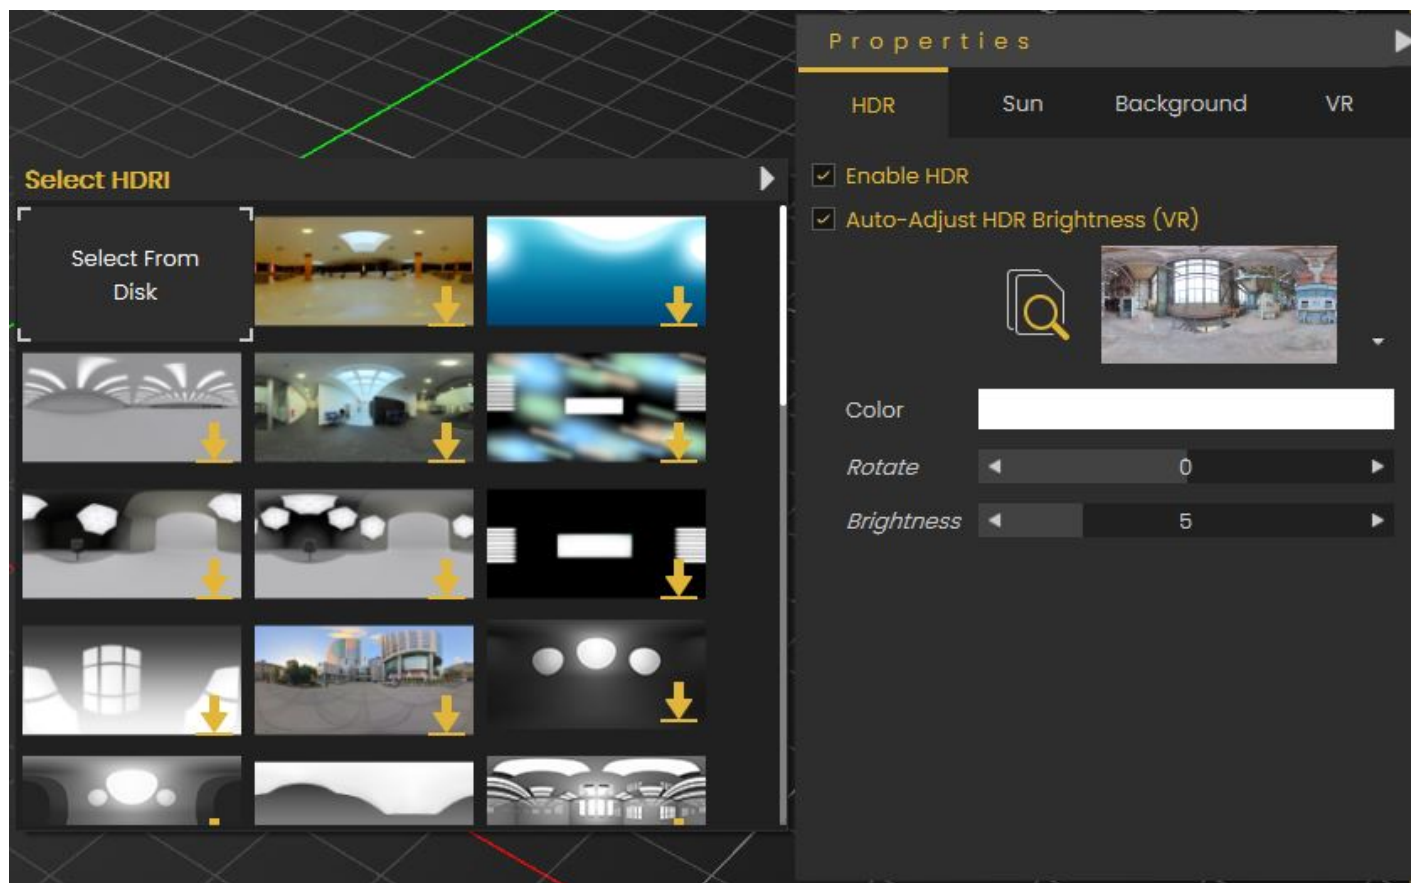 Properties
HDR Sun Background VR
Select HDRI
Select From
Disk
Enable HDR
Auto-Adjust HDR Brightness (VR)
Color
Rotate 0
Brightness 5